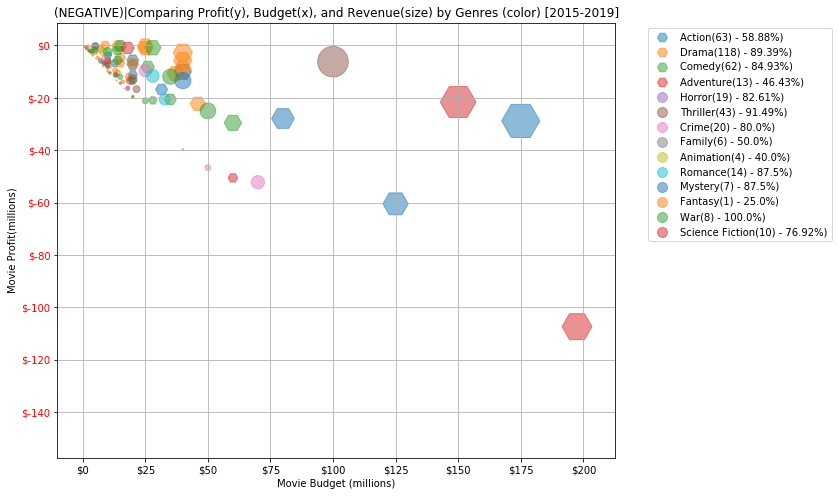 (NEGATIVE)|Comparing Profit(y), Budget(x), and Revenue(size) by Genres (color) [2015-2019]
Action(63) - 58.88%)
Drama(118) - 89.39%)
Comedy(62) - 84.93%)
Adventure(13) - 46.43%)
Horror(19) - 82.61%)
Thriller(43) - 91.49%)
Crime(20) - 80.0%)
Family(6) - 50.0%)
Animation(4) - 40.0%)
Romance(14) - 87.5%)
Mystery(7) - 87.5%)
Fantasy(1) - 25.0%)
War(8) - 100.0%)
Science Fiction(10) - 76.92%)
Movie Profit(millions)
$0
$-20
$-40
$-60
$-80
$-100
$-120
$-140
$0
$25
$50
$75
$100
$125
$150
$175
$200
Movie Budget (millions)